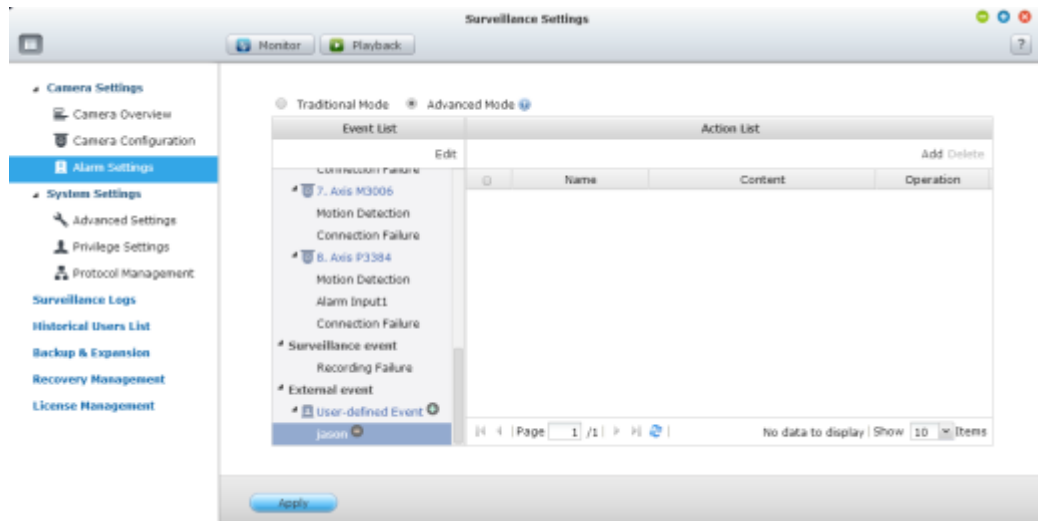 Surveillance Settings
Monitor Playback ?
Camera Settings
Camera Overview
Camera Configuration
Alarm Settings
System Settings
Advanced Settings
Privilege Settings
Protocol Management
Surveillance Logs
Historical Users List
Backup & Expansion
Recovery Management
License Management
Traditional Mode Advanced Mode
Event List
Edit
Connection Failure
7. Axis M3006
Motion Detection
Connection Failure
8. Axis P3384
Motion Detection
Alarm Input1
Connection Failure
Surveillance event
Recording Failure
External event
User-defined Event
jason
Action List
Add Delete
Name Content Operation
Page 1 /1 No data to display Show 10 Items
Apply